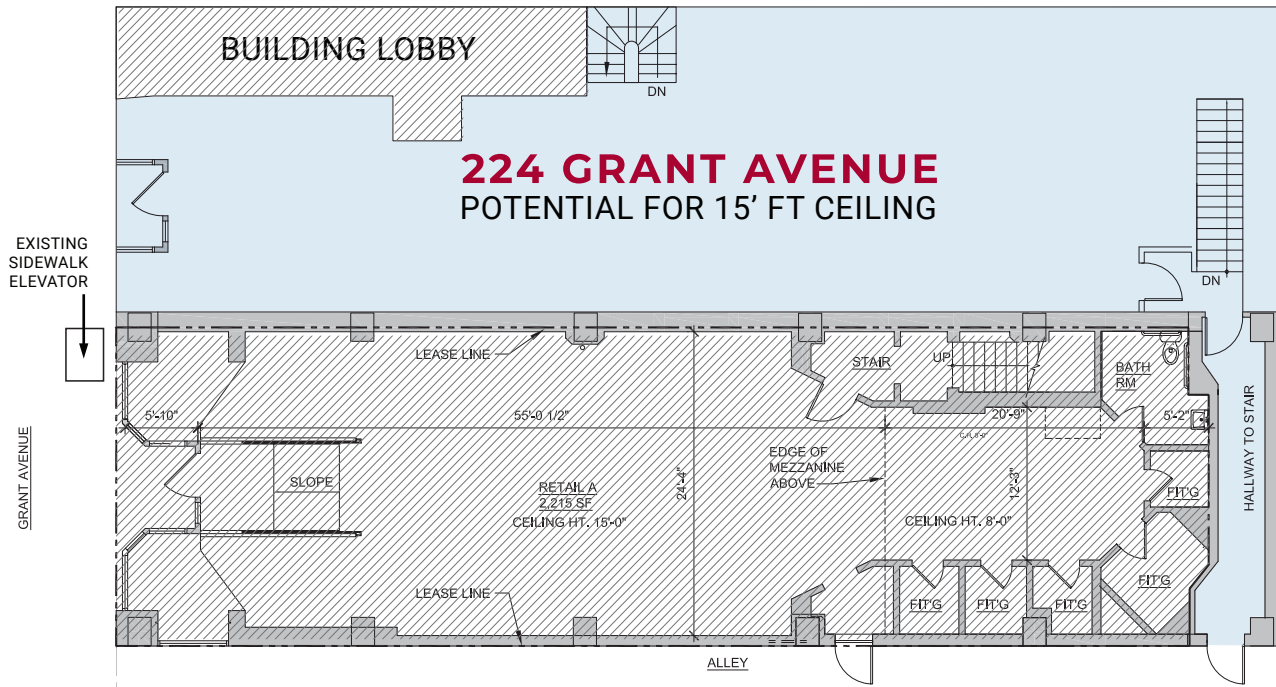 BUILDING LOBBY
DN
224 GRANT AVENUE
POTENTIAL FOR 15’ FT CEILING
EXISTING
SIDEWALK
ELEVATOR
DN
LEASE LINE
STAIR
UP
BATH
RM
5'-10"
55'-0 1/2"
20'-9"
5'-2"
GRANT AVENUE
SLOPE
RETAIL A
2,215 SF
CEILING HT. 15'-0"
24'-4"
EDGE OF
MEZZANINE
ABOVE
12'-3"
CEILING HT. 8'-0"
FIT'G
HALLWAY TO STAIR
FIT'G
LEASE LINE
FIT'G
FIT'G
FIT'G
ALLEY